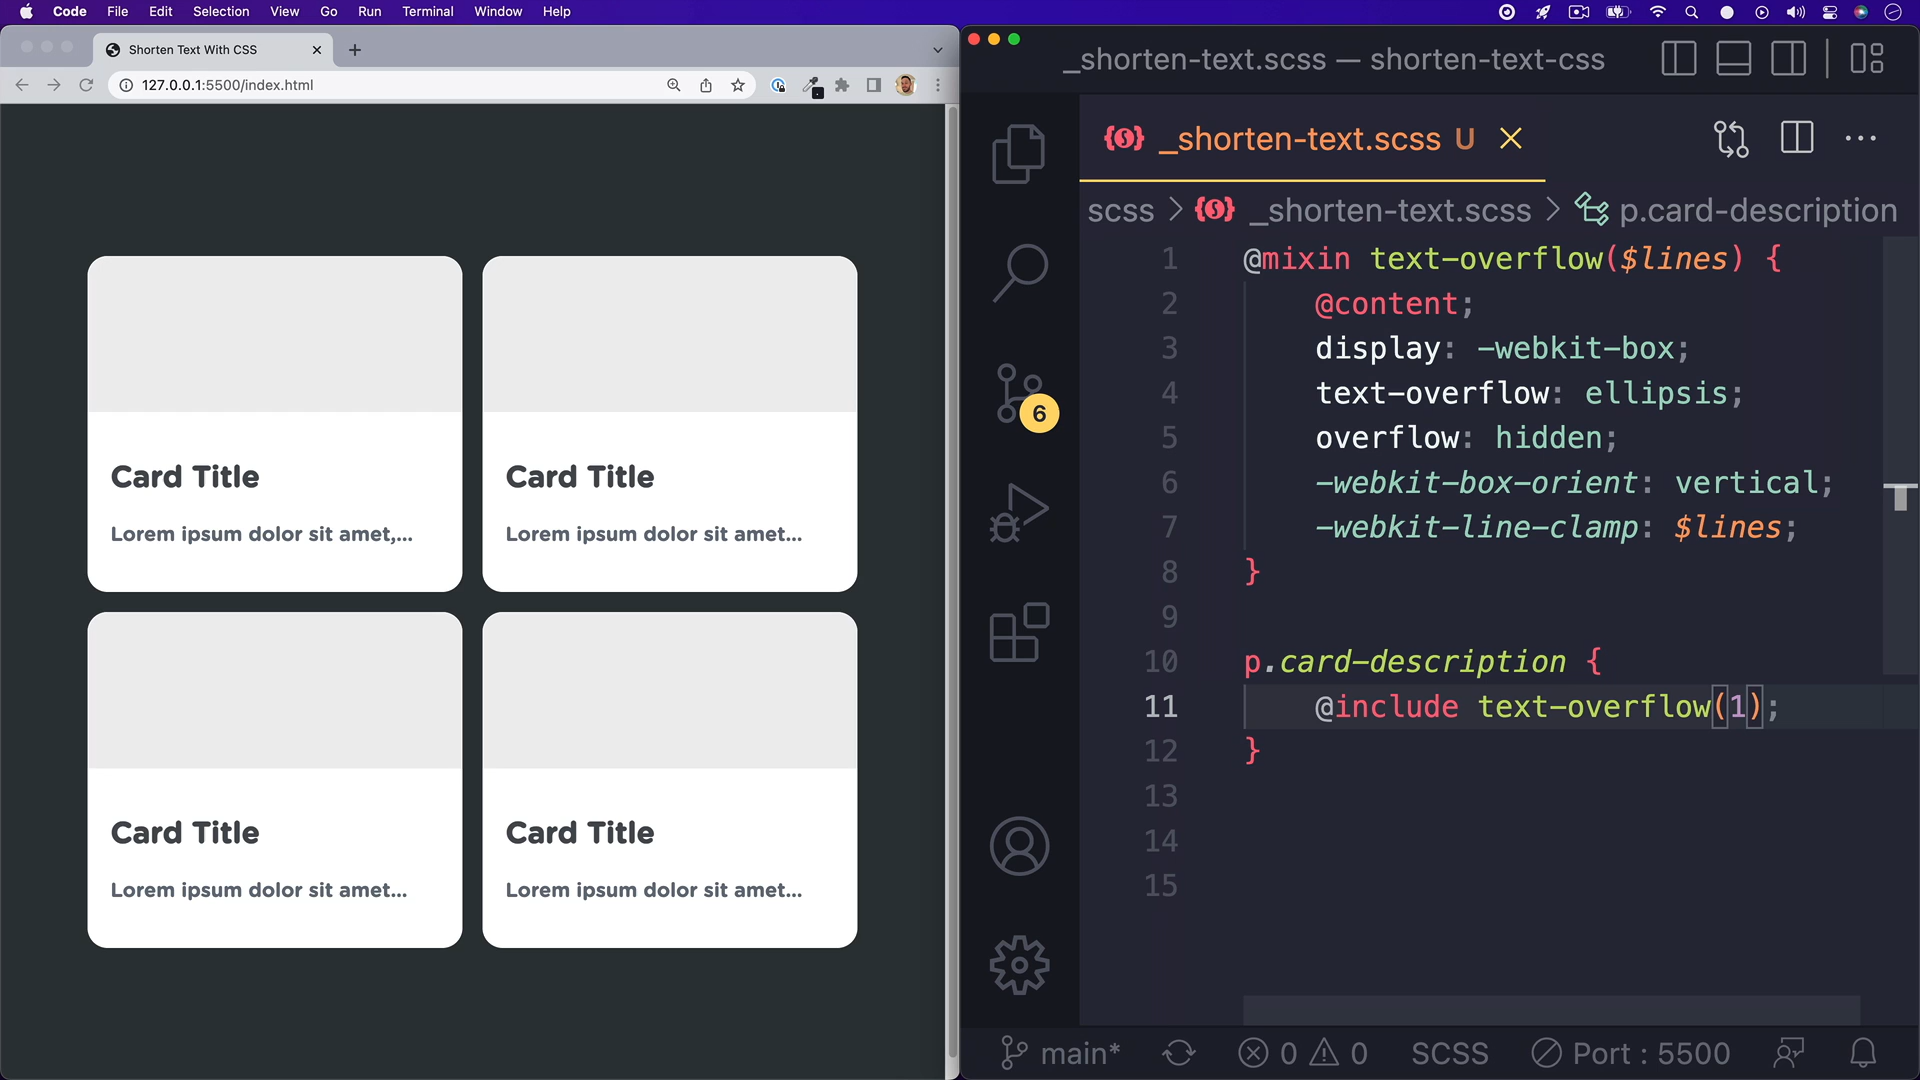 Code File Edit Selection View Go Run Terminal Window Help
Shorten Text With CSS
127.0.0.1:5500/index.html
Card Title
Lorem ipsum dolor sit amet,...
Card Title
Lorem ipsum dolor sit amet...
Card Title
Lorem ipsum dolor sit amet...
Card Title
Lorem ipsum dolor sit amet...
_shorten-text.scss — shorten-text-css
_shorten-text.scss U
scss > _shorten-text.scss > p.card-description
6
1 @mixin text-overflow($lines) {
2 @content;
3 display: -webkit-box;
4 text-overflow: ellipsis;
5 overflow: hidden;
6 -webkit-box-orient: vertical;
7 -webkit-line-clamp: $lines;
8 }
9
10 p.card-description {
11 @include text-overflow(1);
12 }
13
14
15
main* 0 0 SCSS Port : 5500